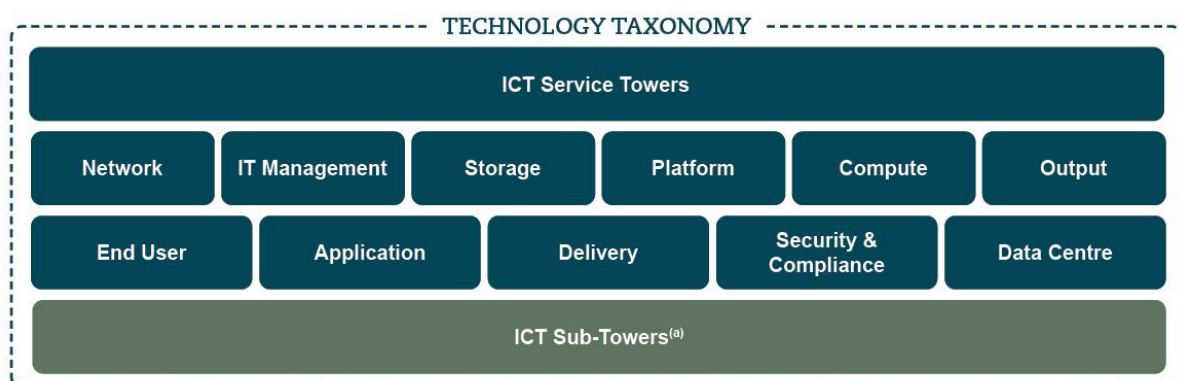 TECHNOLOGY TAXONOMY
ICT Service Towers
Network
IT Management
Storage
Platform
Compute
Output
End User
Application
Delivery
Security &
Compliance
Data Centre
ICT Sub-Towers(a)